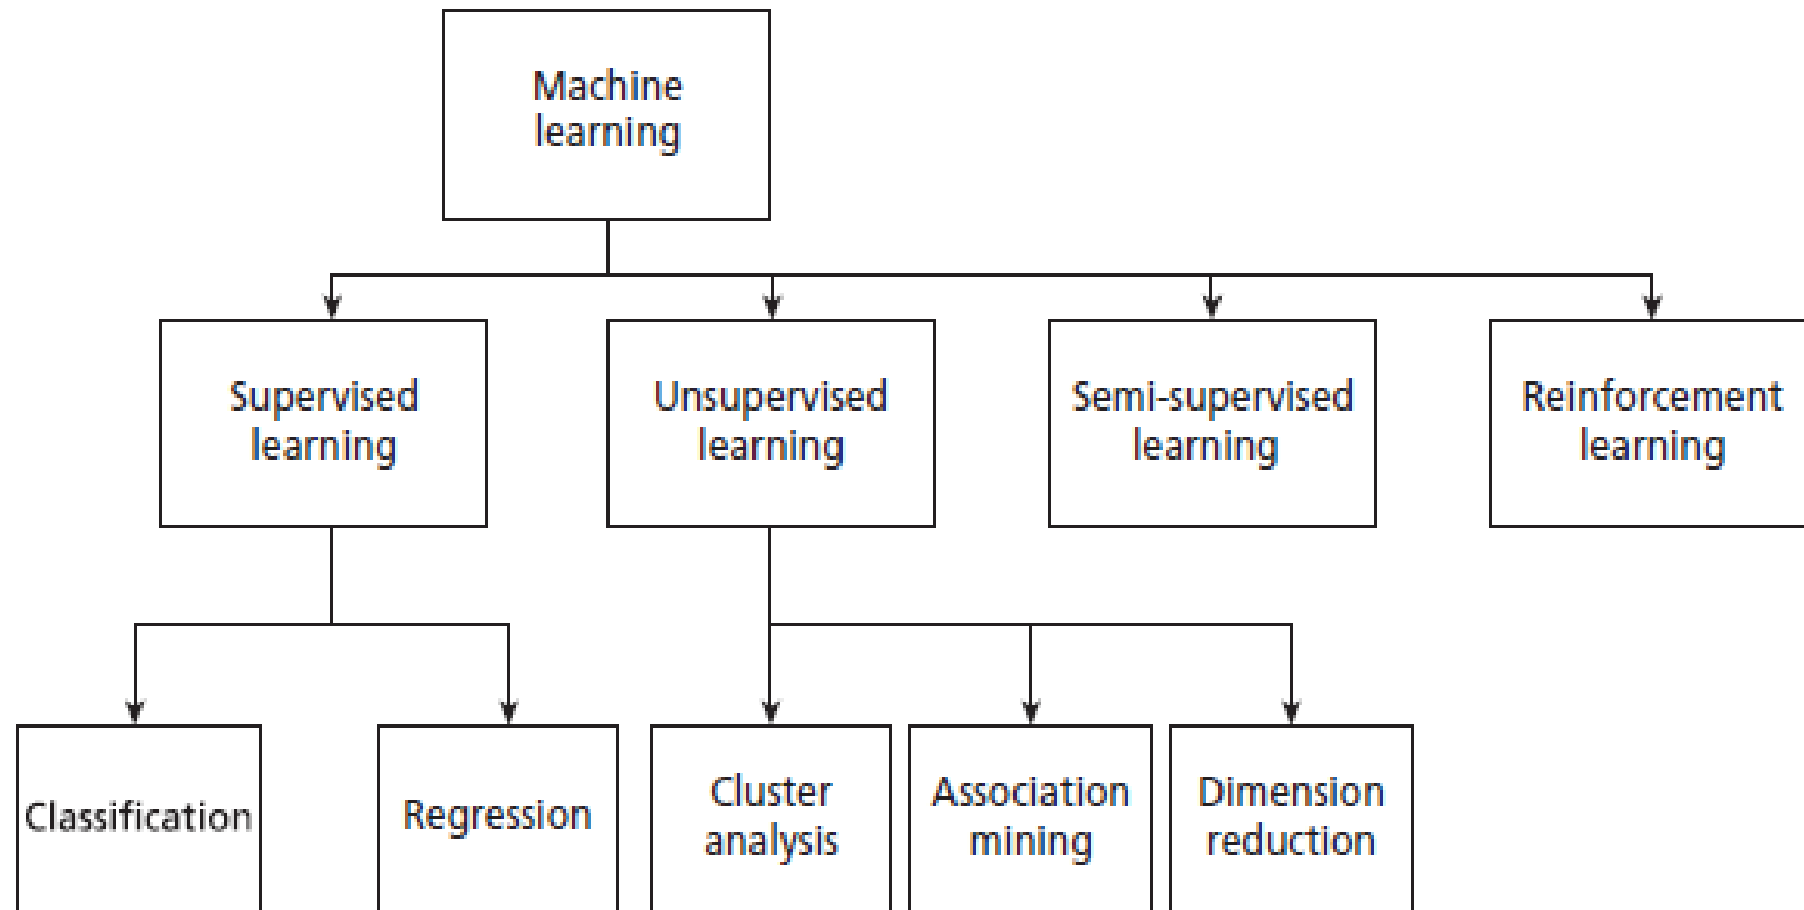 Machine
learning
Supervised
learning
Unsupervised
learning
Semi-supervised
learning
Reinforcement
learning
Classification
Regression
Cluster
analysis
Association
mining
Dimension
reduction